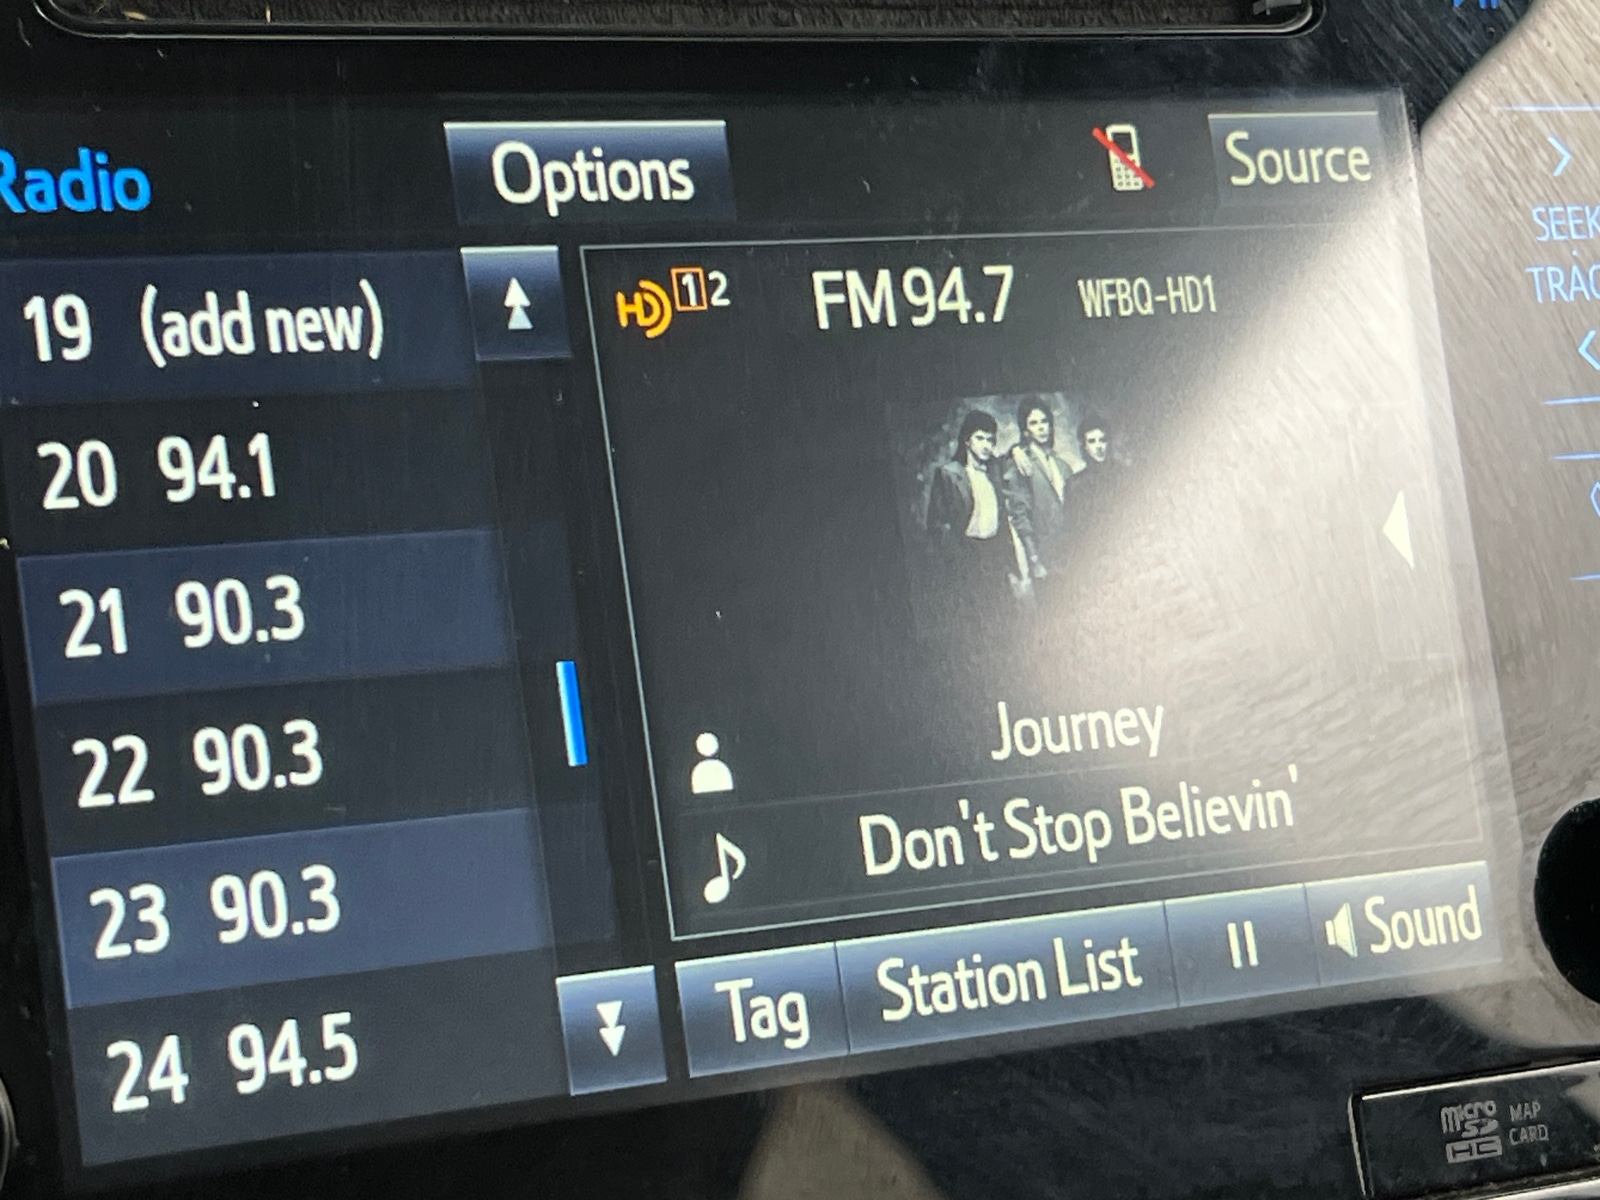 Radio
Options
Source
19 (add new)
20 94.1
21 90.3
22 90.3
23 90.3
24 94.5
HD 1 2
FM 94.7
WFBQ-HD1
Journey
Don't Stop Believin'
Tag
Station List
Sound
SEEK
micro
SD
HC
MAP
CARD